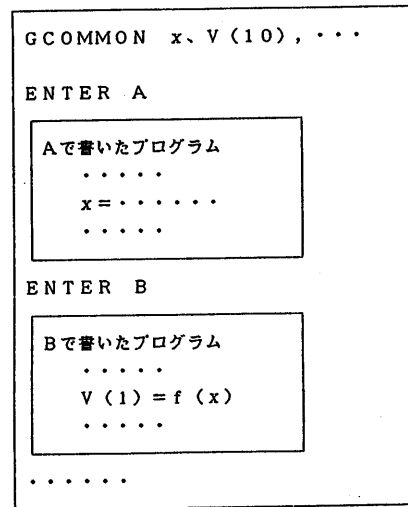 GCOMMON x、V(10),・・・
ENTER A
Aで書いたプログラム
・・・・・
x=・・・・・・
・・・・・
ENTER B
Bで書いたプログラム
・・・・・
V(1)=f(x)
・・・・・
・・・・・・